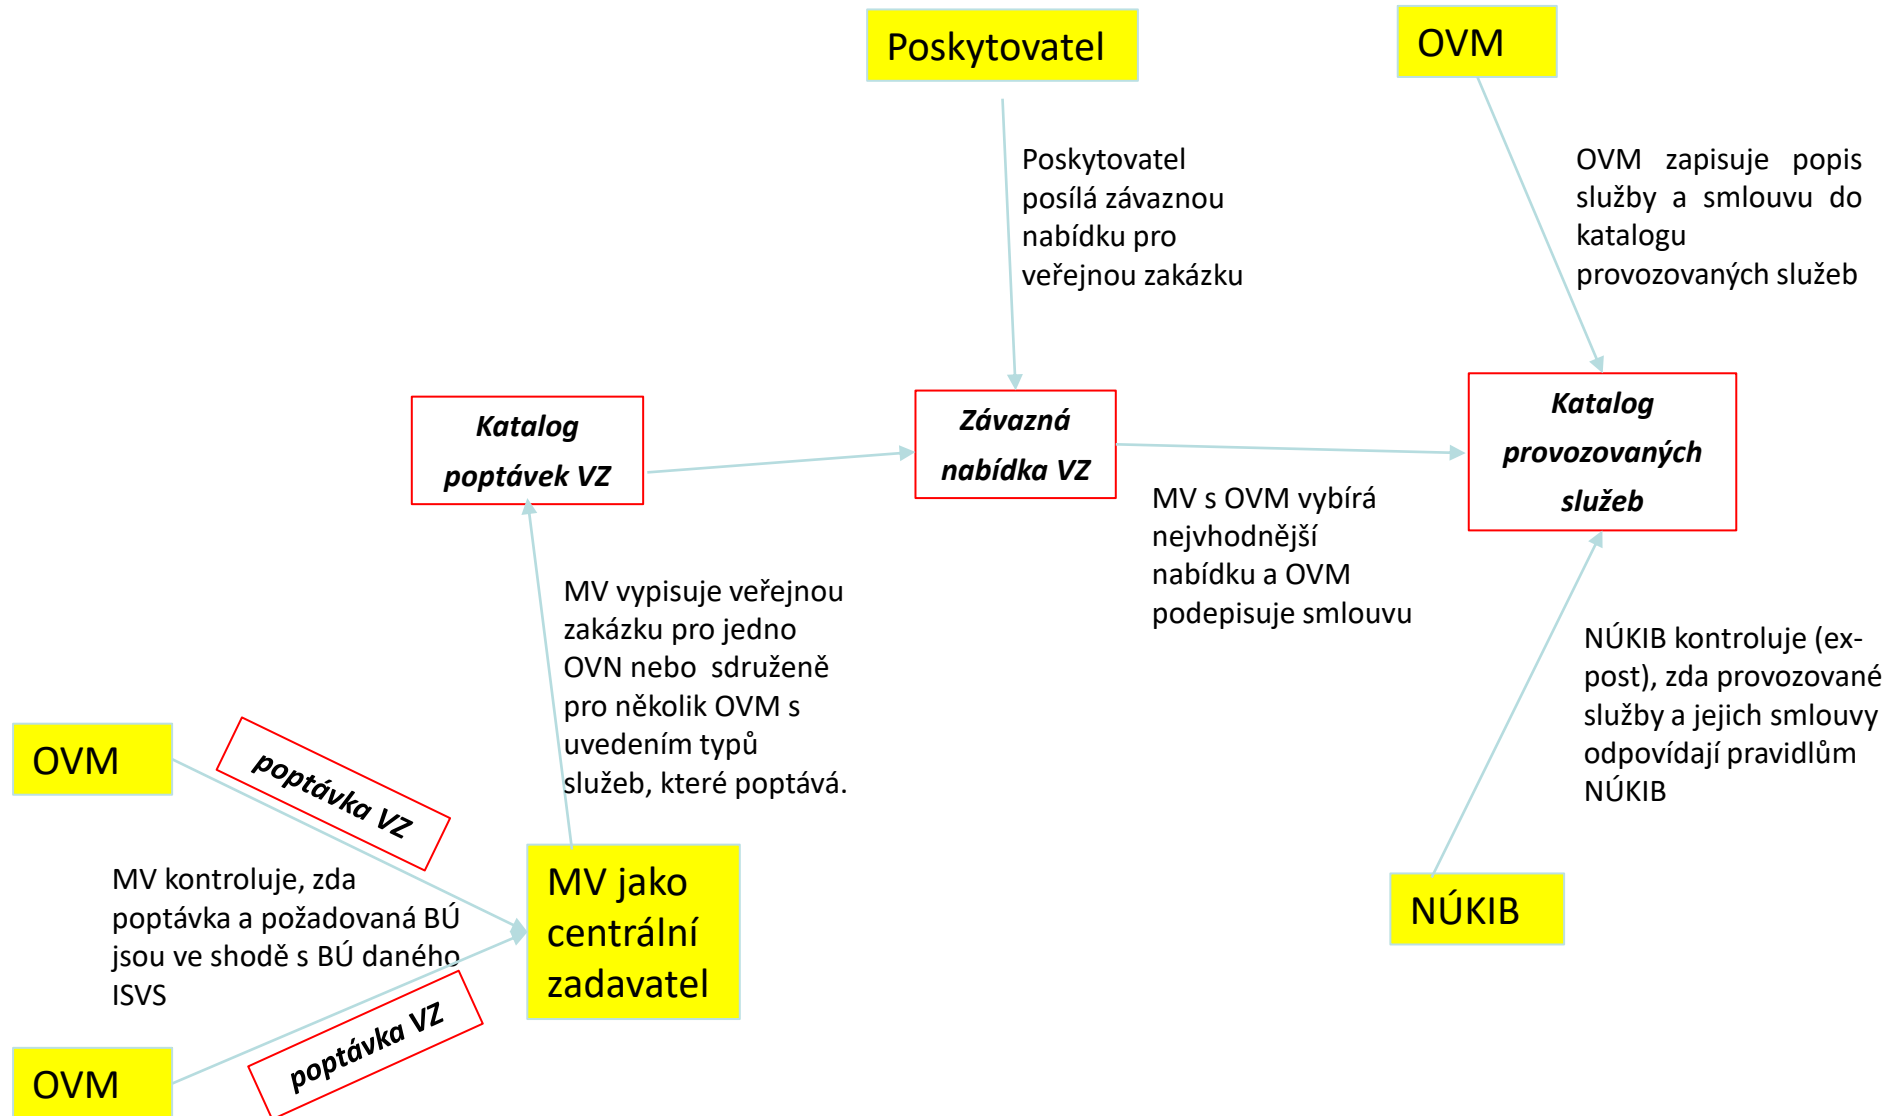 Poskytovatel
OVM
Poskytovatel
posílá závaznou
nabídku pro
veřejnou zakázku
OVM zapisuje popis
služby a smlouvu do
katalogu
provozovaných služeb
Katalog
poptávek VZ
Závazná
nabídka VZ
Katalog
provozovaných
služeb
MV s OVM vybírá
nejvhodnější
nabídku a OVM
podepisuje smlouvu
MV vypisuje veřejnou
zakázku pro jedno
OVN nebo sdruženě
pro několik OVM s
uvedením typů
služeb, které poptává.
NÚKIB kontroluje (ex-
post), zda provozované
služby a jejich smlouvy
odpovídají pravidlům
NÚKIB
OVM
poptávka VZ
MV kontroluje, zda
poptávka a požadovaná BÚ
jsou ve shodě s BÚ daného
ISVS
MV jako
centrální
zadavatel
NÚKIB
poptávka VZ
OVM